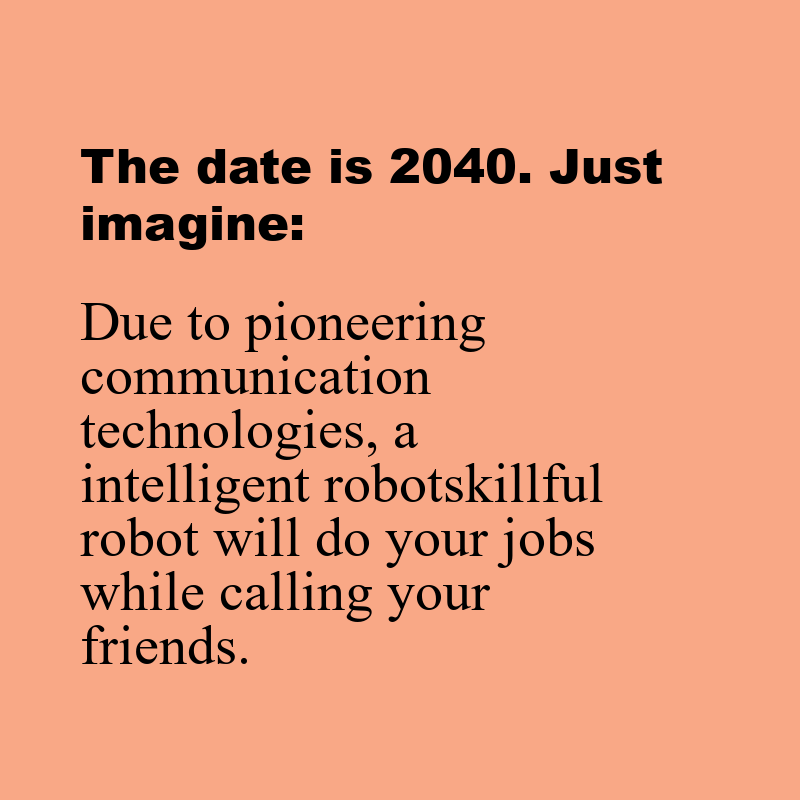 The date is 2040. Just
imagine:
Due to pioneering
communication
technologies, a
intelligent robotskillful
robot will do your jobs
while calling your
friends.